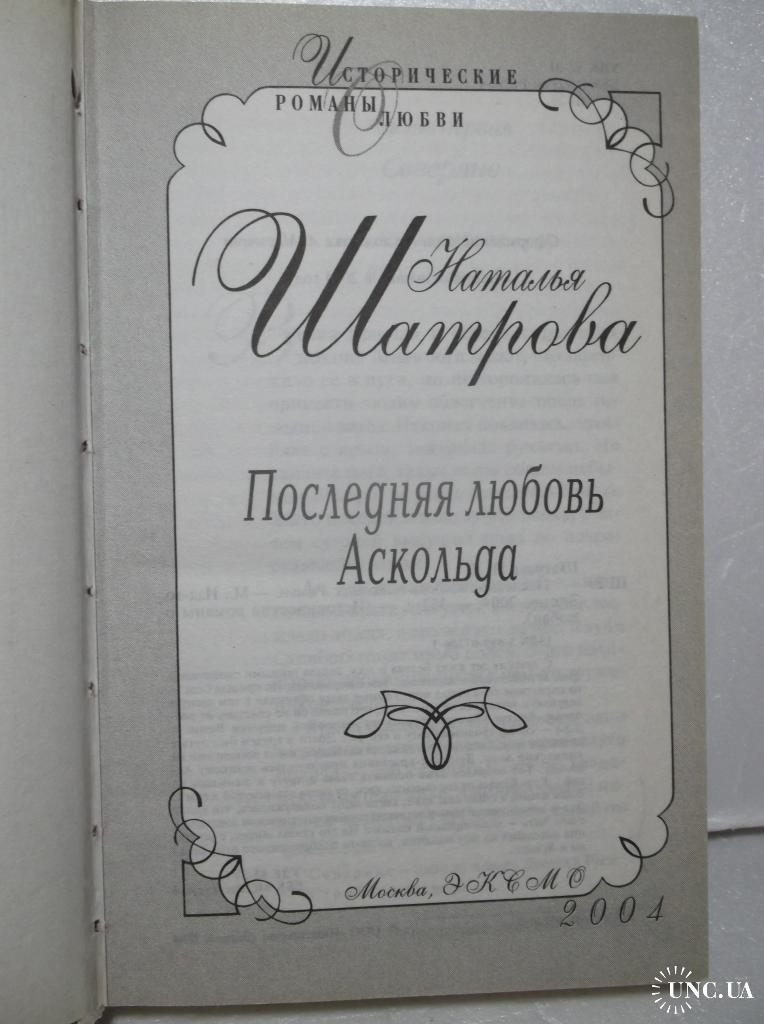 Исторические
романы о
любви
Наталья
Шатрова
Последняя любовь
Аскольда
Москва, ЭКСМО
2004
UNC.UA